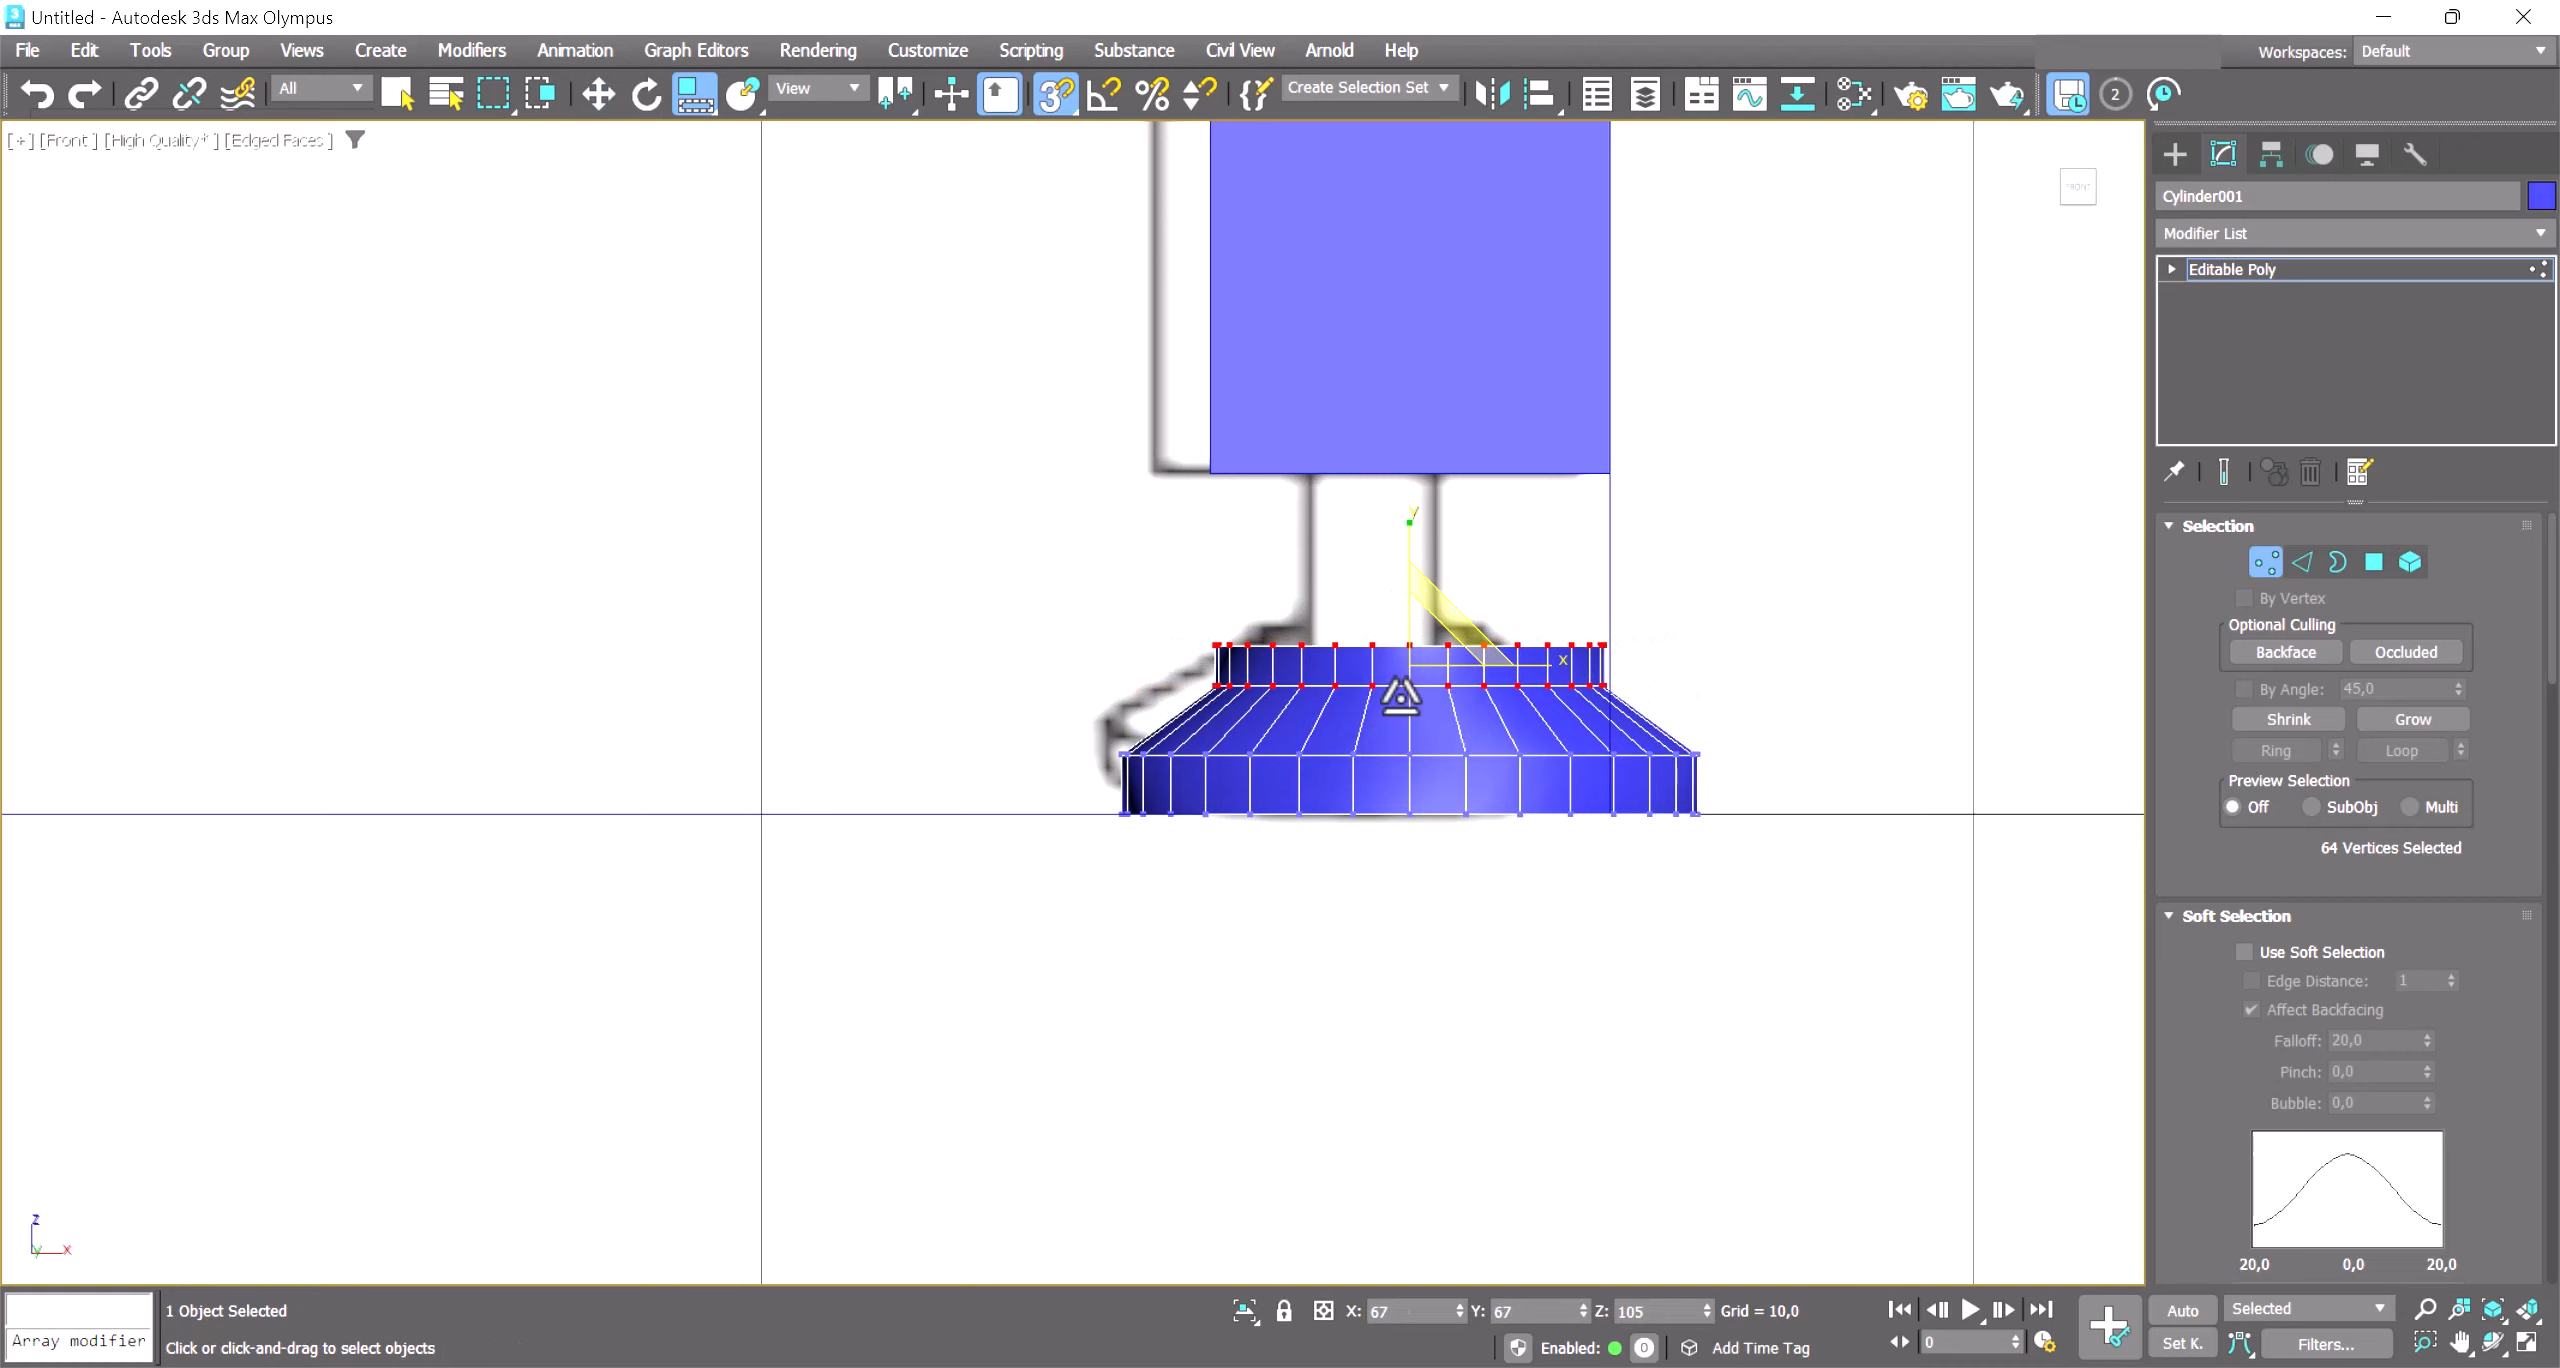 Untitled - Autodesk 3ds Max Olympus
File Edit Tools Group Views Create Modifiers Animation Graph Editors Rendering Customize Scripting Substance Civil View Arnold Help
Workspaces: Default
All View Create Selection Set 2
[+] [Front ] [High Quality* ] [Edged Faces ]
FRONT
Cylinder001
Modifier List
Editable Poly
Selection
By Vertex
Optional Culling
Backface Occluded
By Angle: 45,0
Shrink Grow
Ring Loop
Preview Selection
Off SubObj Multi
64 Vertices Selected
Soft Selection
Use Soft Selection
Edge Distance: 1
Affect Backfacing
Falloff: 20,0
Pinch: 0,0
Bubble: 0,0
20,0 0,0 20,0
y
x
z
y x
1 Object Selected
X: 67 Y: 67 Z: 105 Grid = 10,0
Auto Selected
Array modifier
Click or click-and-drag to select objects
Enabled: 0 Add Time Tag
0
Set K. Filters...